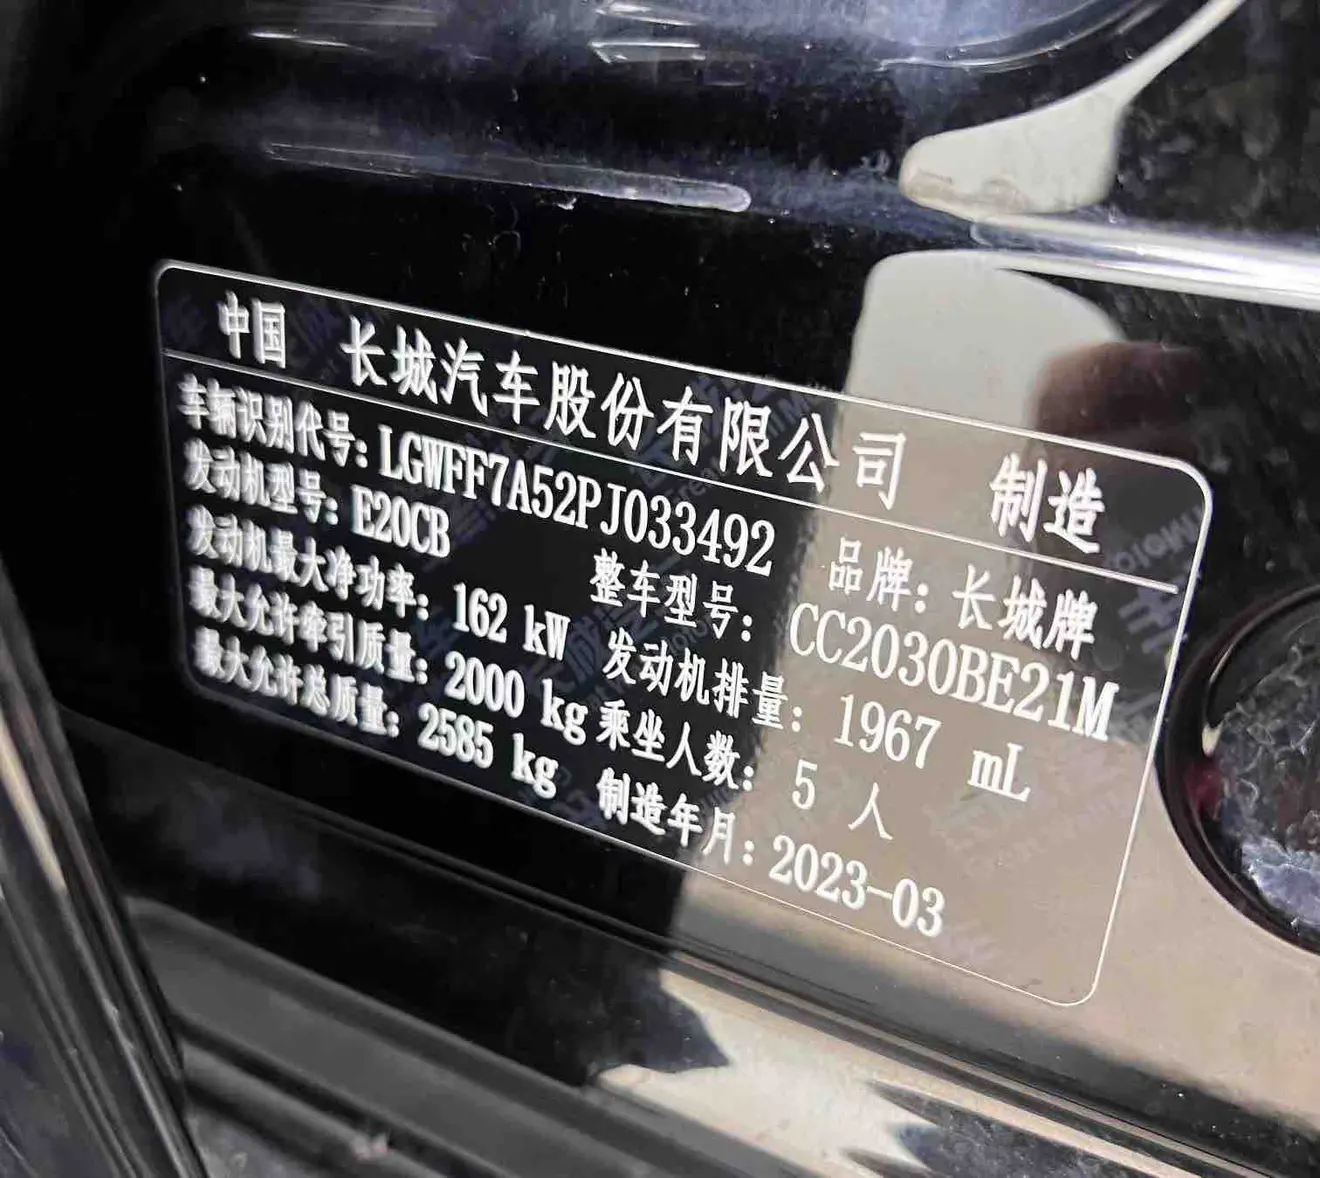 中国 长城汽车股份有限公司 制造
车辆识别代号: LGWFF7A52PJ033492 品牌: 长城牌
发动机型号: E20CB 整车型号: CC2030BE21M
发动机最大净功率: 162 kW 发动机排量: 1967 mL
最大允许牵引质量: 2000 kg 乘坐人数: 5 人
最大允许总质量: 2585 kg 制造年月: 2023-03